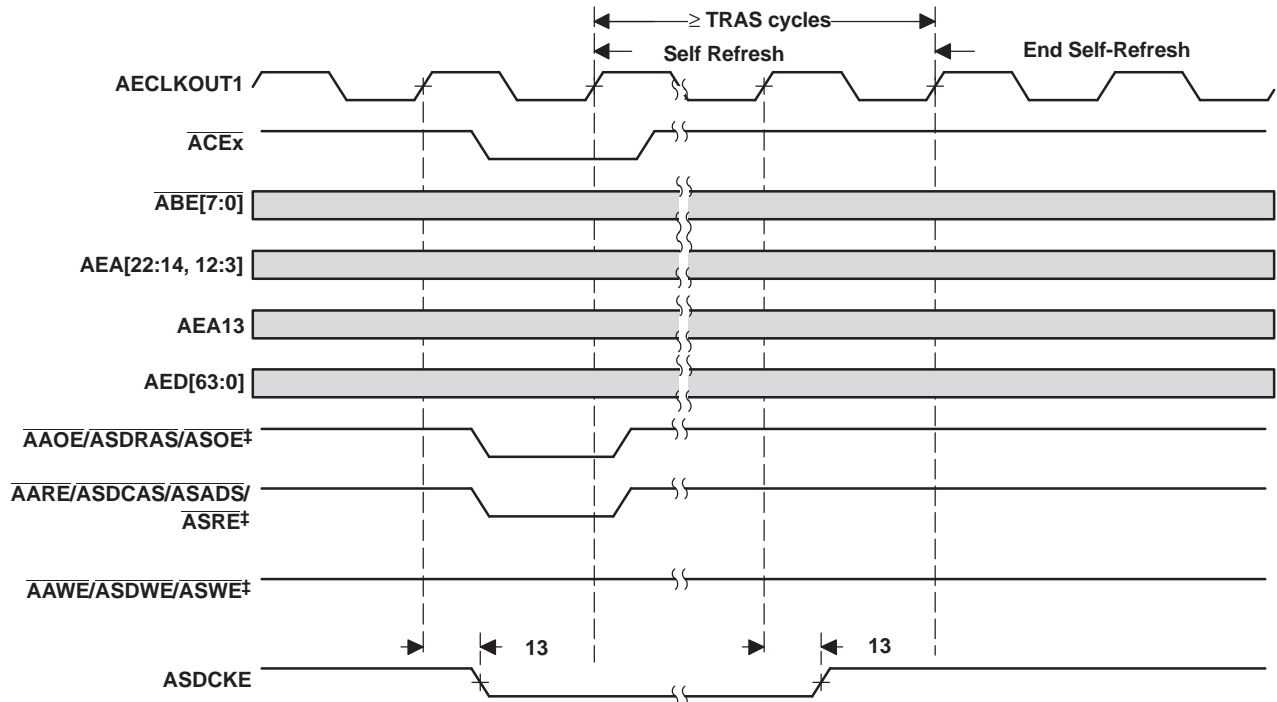 ≥ TRAS cycles
Self Refresh
End Self-Refresh
AECLKOUT1
ACEx
ABE[7:0]
AEA[22:14, 12:3]
AEA13
AED[63:0]
AAOE/ASDRAS/ASOE‡
AARE/ASDCAS/ASADS/
ASRE‡
AAWE/ASDWE/ASWE‡
13
13
ASDCKE